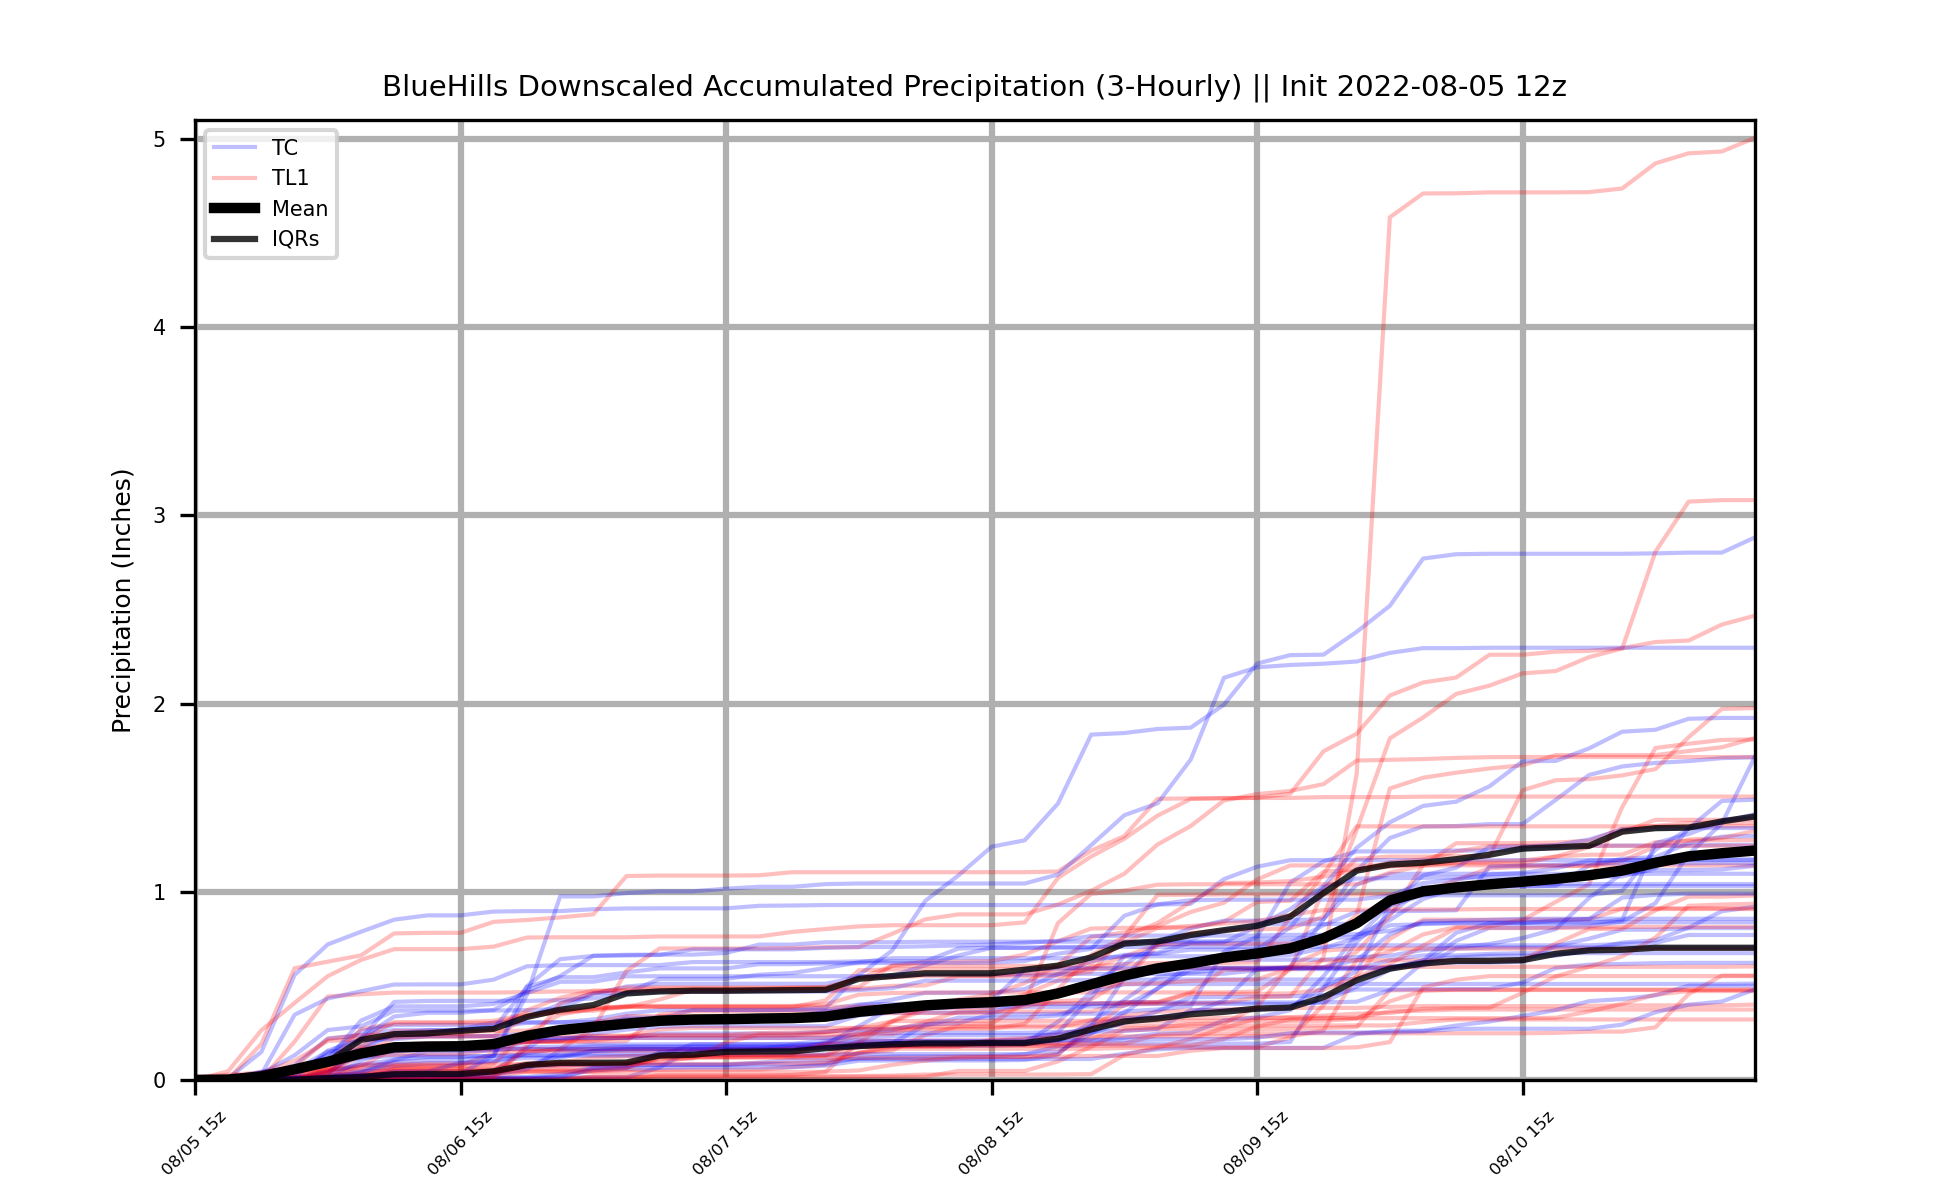 BlueHills Downscaled Accumulated Precipitation (3-Hourly) || Init 2022-08-05 12z
TC
TL1
Mean
IQRs
Precipitation (Inches)
5
4
3
2
1
0
08/05 15z
08/06 15z
08/07 15z
08/08 15z
08/09 15z
08/10 15z